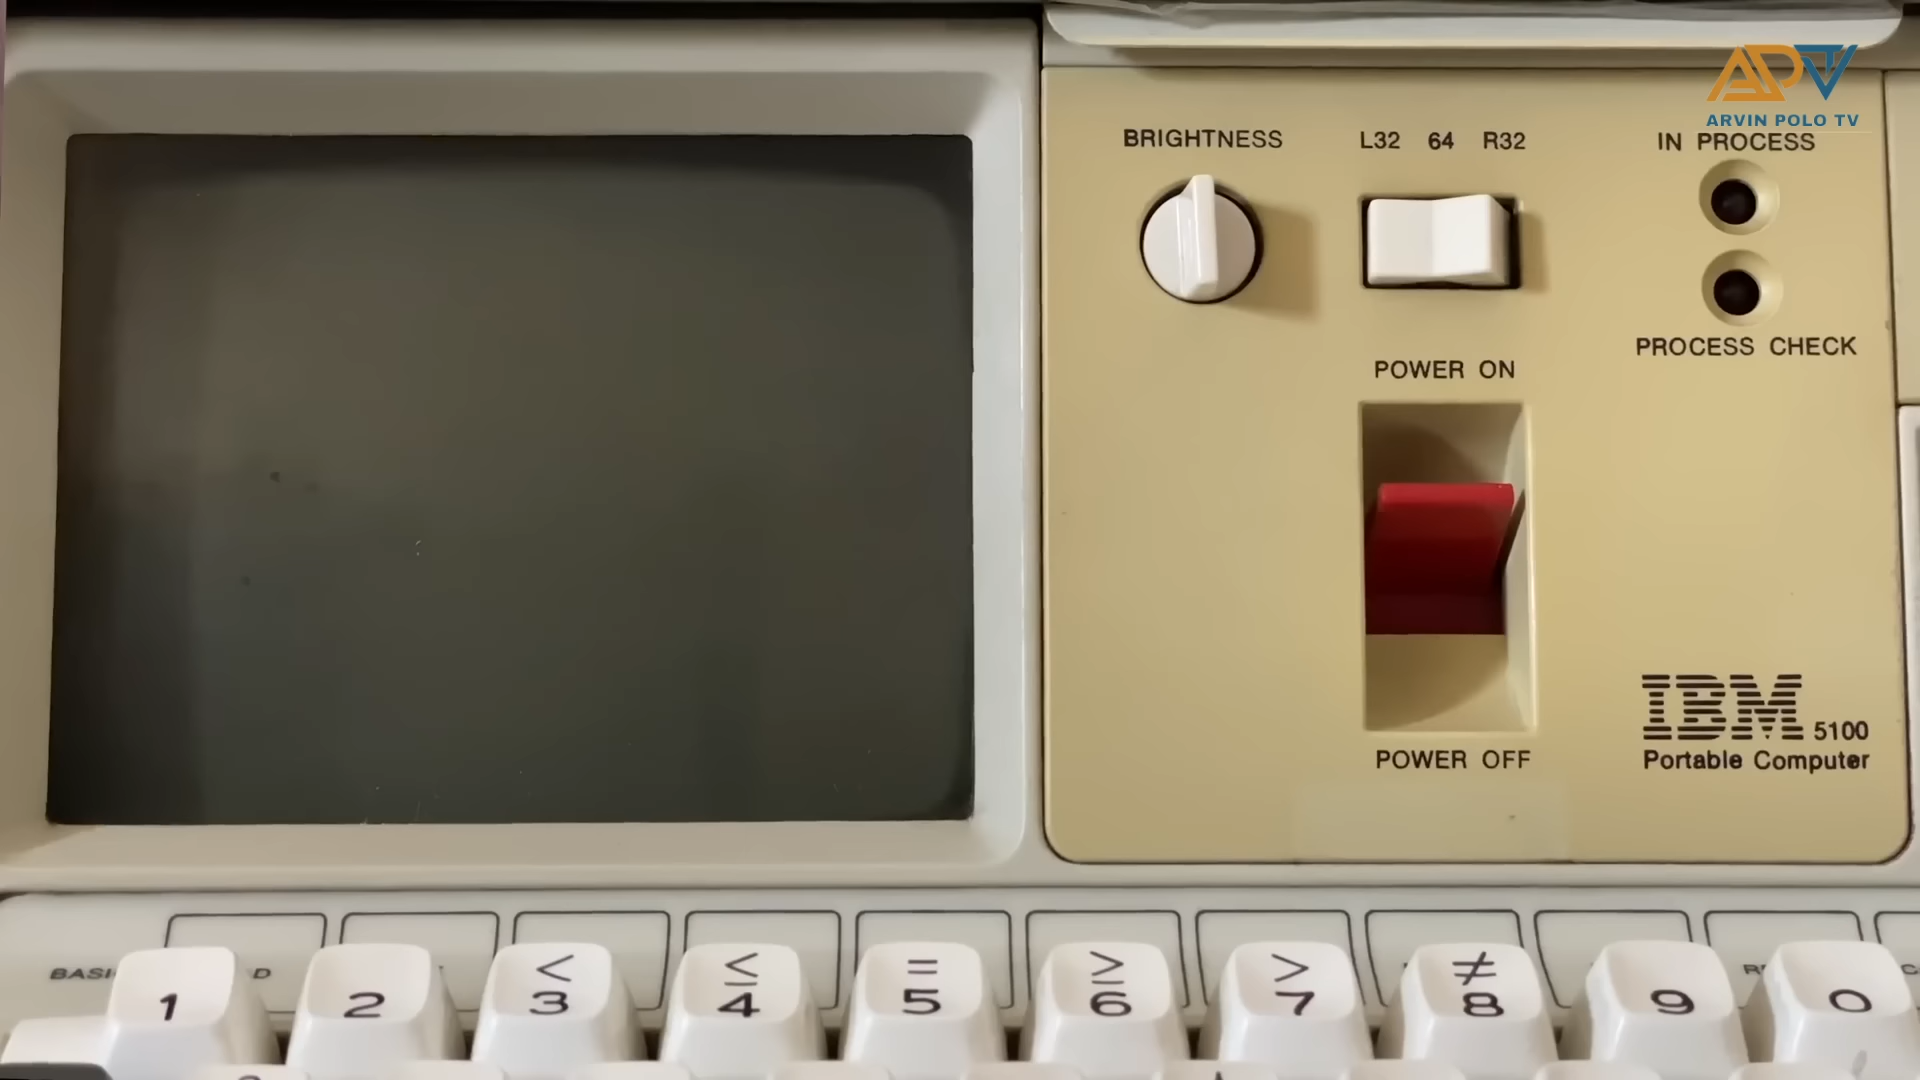 APTV
ARVIN POLO TV
BRIGHTNESS
L32 64 R32
IN PROCESS
PROCESS CHECK
POWER ON
POWER OFF
IBM 5100
Portable Computer
< ≤ = ≥ > ≠
1 2 3 4 5 6 7 8 9 0